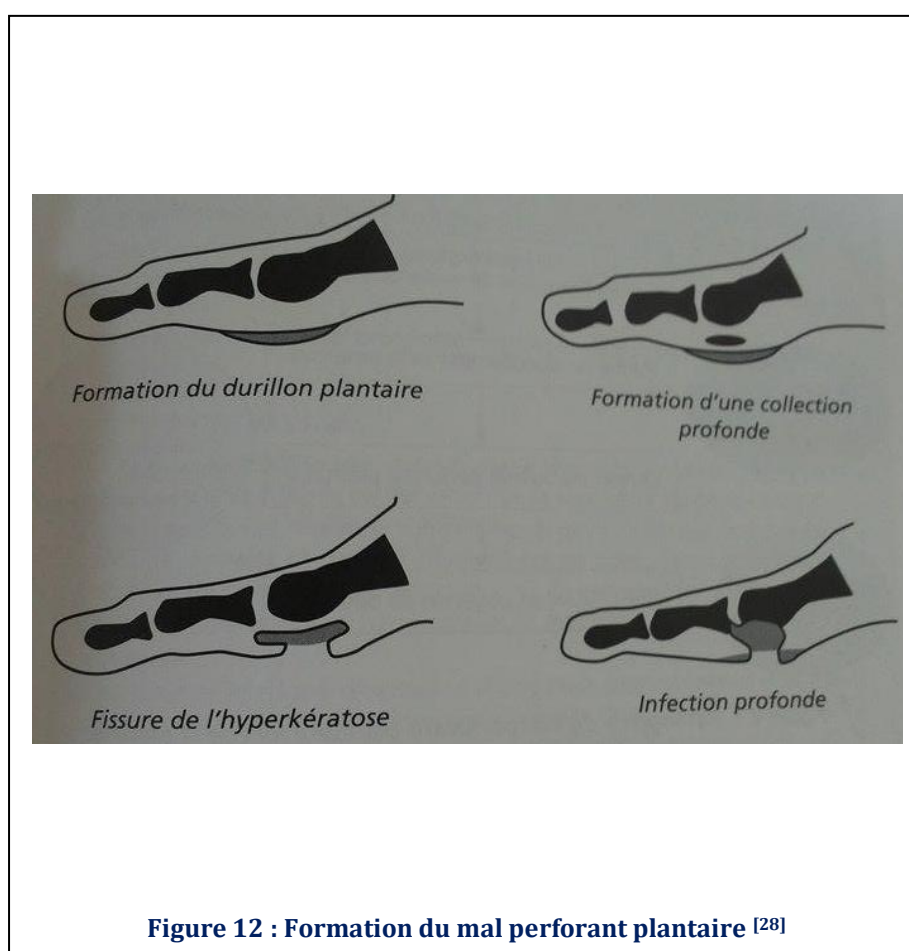 Formation du durillon plantaire
Formation d'une collection
profonde
Fissure de l'hyperkératose
Infection profonde
Figure 12 : Formation du mal perforant plantaire [28]